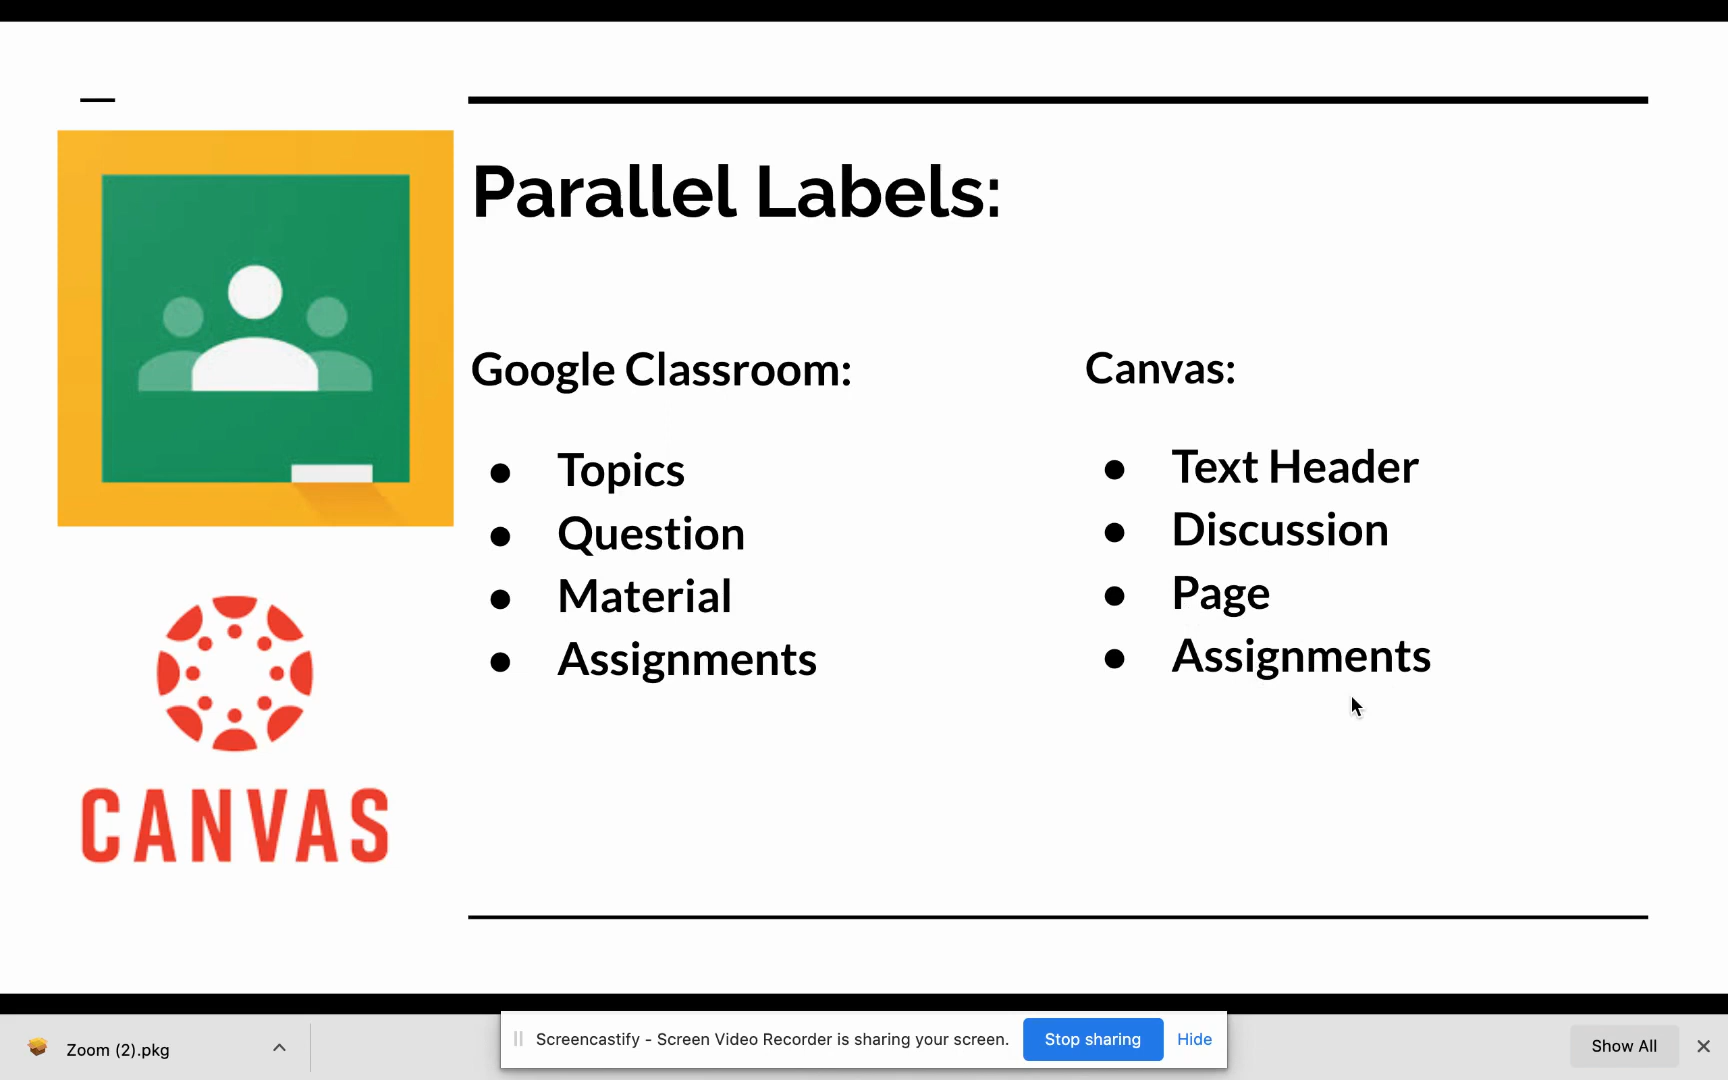 Parallel Labels:
Google Classroom:
● Topics
● Question
● Material
● Assignments
Canvas:
● Text Header
● Discussion
● Page
● Assignments
CANVAS
Zoom (2).pkg
Screencastify - Screen Video Recorder is sharing your screen.
Stop sharing
Hide
Show All